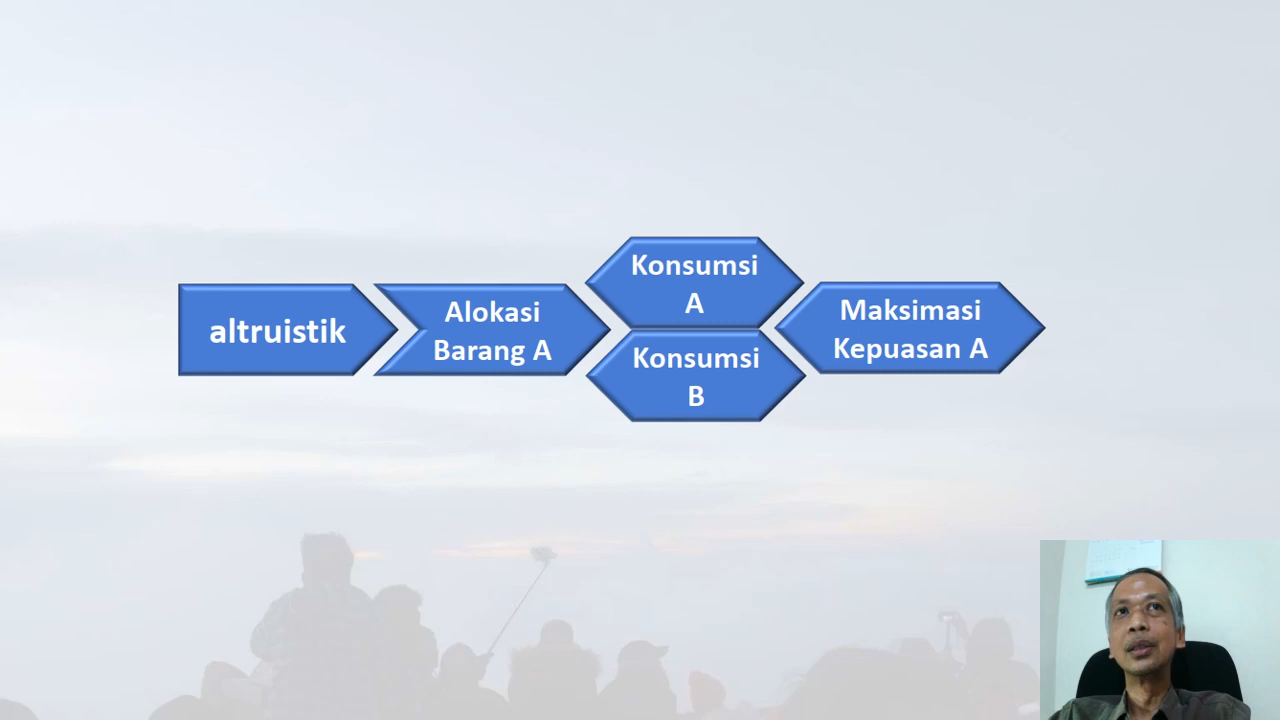 altruistik
Alokasi
Barang A
Konsumsi
A
Konsumsi
B
Maksimasi
Kepuasan A